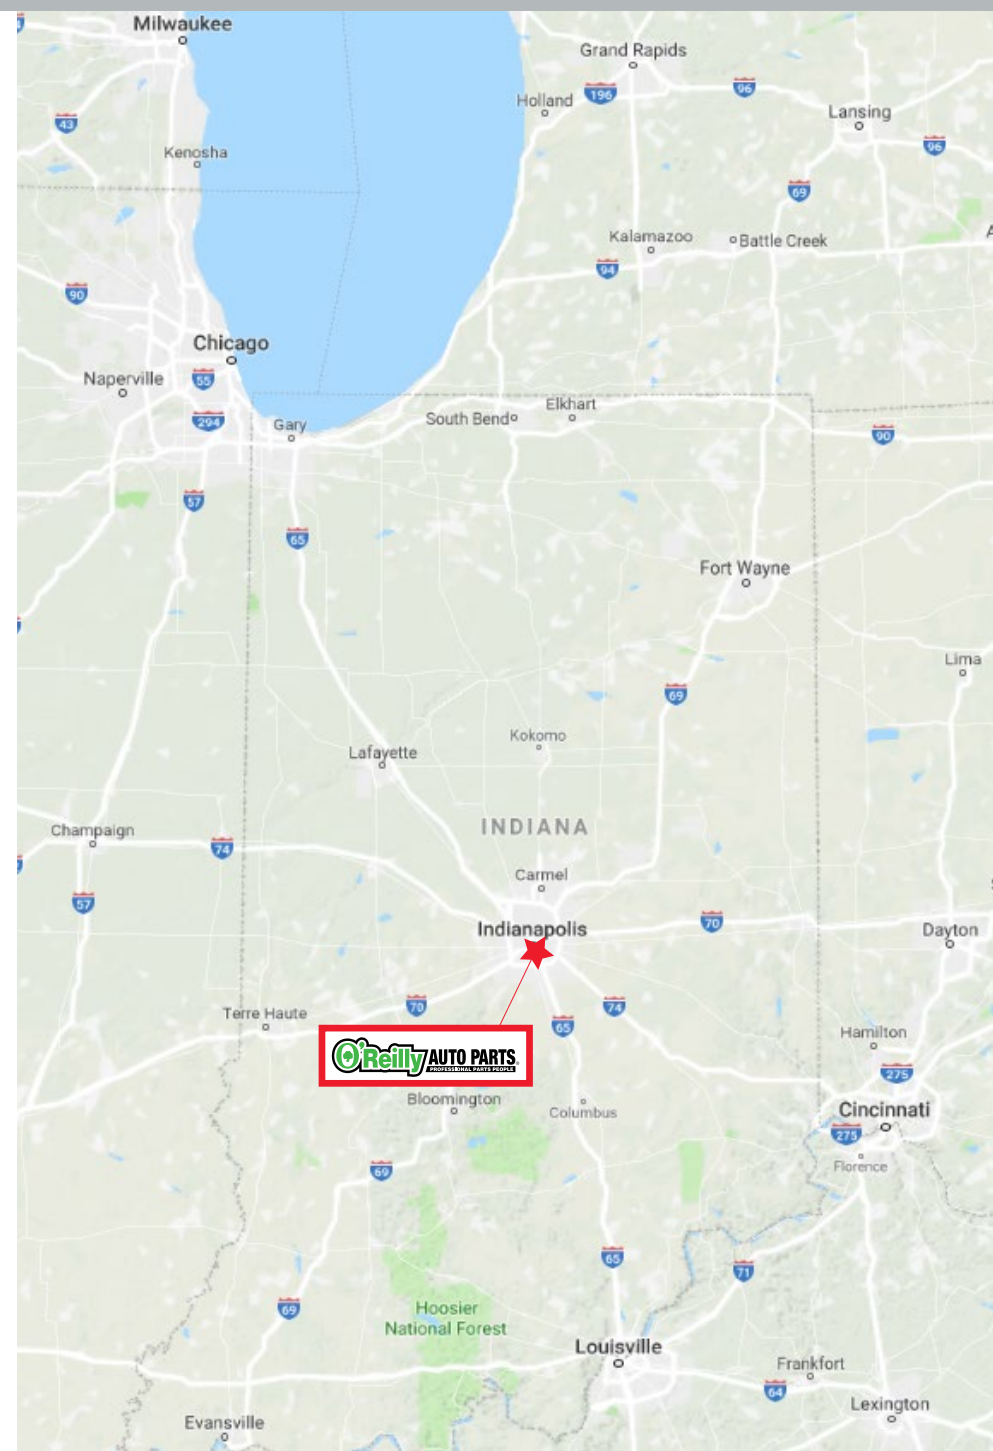 Milwaukee
Grand Rapids
196
96
Holland
Lansing
43
96
Kenosha
69
Kalamazoo
Battle Creek
94
90
Chicago
Naperville
55
294
Gary
South Bend
Elkhart
90
57
65
Fort Wayne
Lima
69
Kokomo
Lafayette
INDIANA
Champaign
74
Carmel
57
Indianapolis
70
Dayton
70
74
Terre Haute
65
Hamilton
O'Reilly AUTO PARTS
PROFESSIONAL PARTS PEOPLE
275
Bloomington
Columbus
Cincinnati
275
Florence
69
65
71
69
Hoosier
National Forest
Louisville
Frankfort
64
Lexington
Evansville